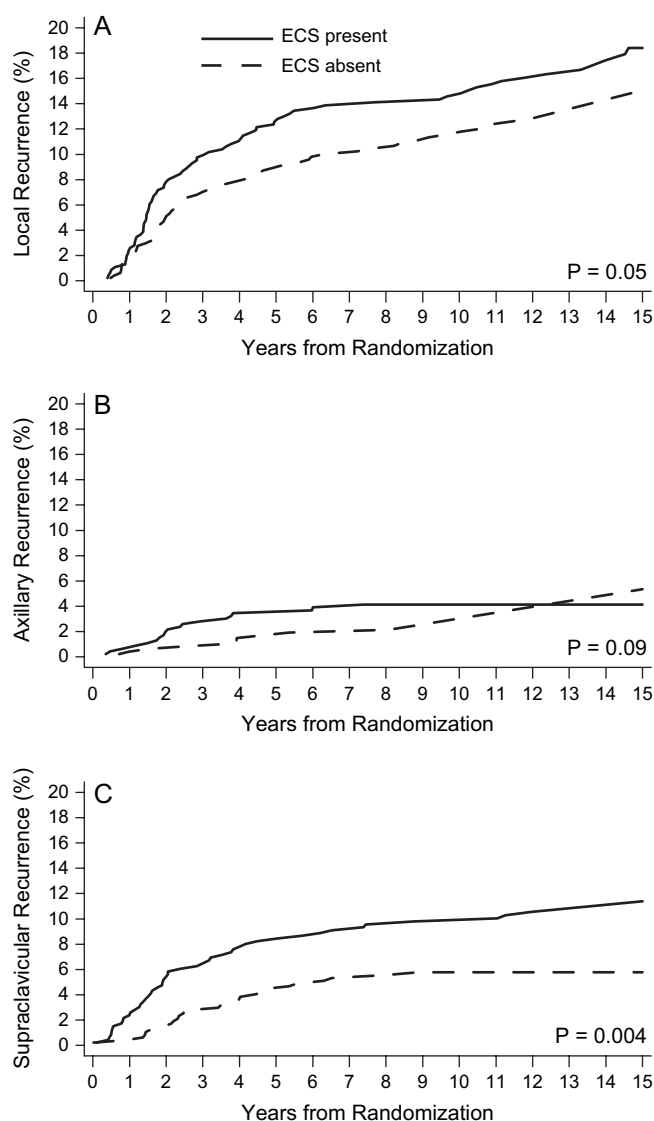 A
ECS present
ECS absent
20
18
16
14
12
10
8
6
4
2
0
Local Recurrence (%)
P = 0.05
0 1 2 3 4 5 6 7 8 9 10 11 12 13 14 15
Years from Randomization
B
20
18
16
14
12
10
8
6
4
2
0
Axillary Recurrence (%)
P = 0.09
0 1 2 3 4 5 6 7 8 9 10 11 12 13 14 15
Years from Randomization
C
20
18
16
14
12
10
8
6
4
2
0
Supraclavicular Recurrence (%)
P = 0.004
0 1 2 3 4 5 6 7 8 9 10 11 12 13 14 15
Years from Randomization